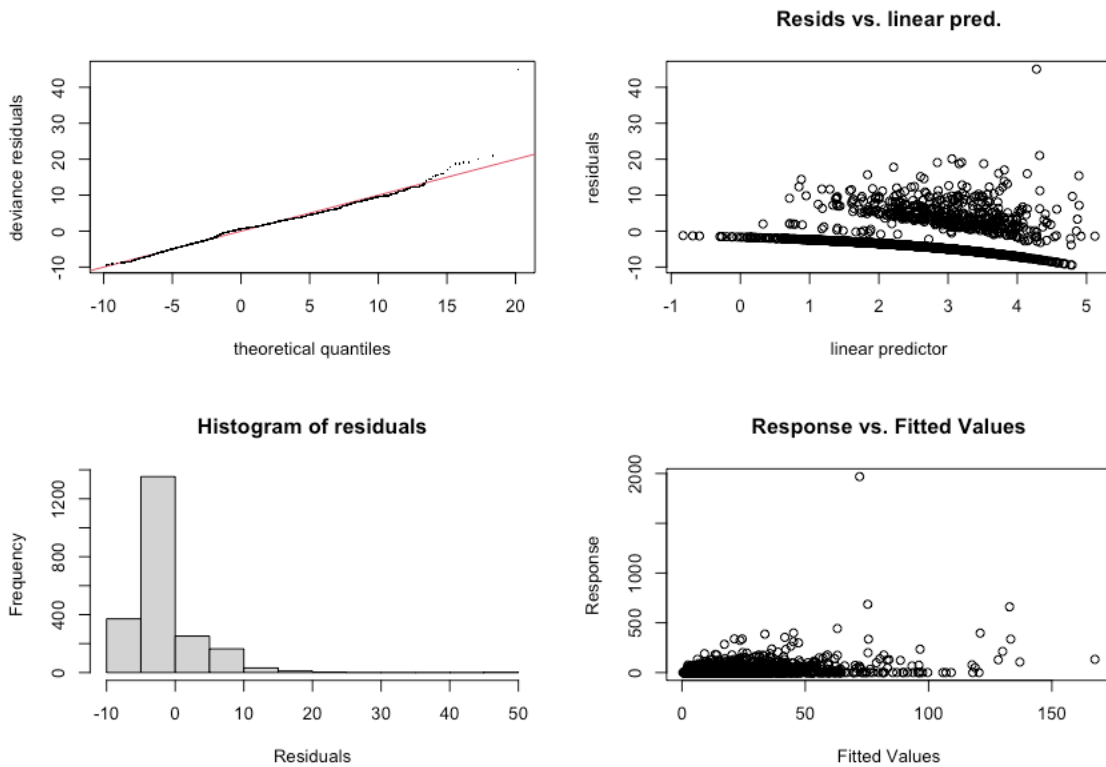 deviance residuals
-10 0 10 20 30 40
-10 -5 0 5 10 15 20
theoretical quantiles
Resids vs. linear pred.
residuals
-10 0 10 20 30 40
-1 0 1 2 3 4 5
linear predictor
Histogram of residuals
Frequency
0 400 800 1200
-10 0 10 20 30 40 50
Residuals
Response vs. Fitted Values
Response
0 500 1000 2000
0 50 100 150
Fitted Values